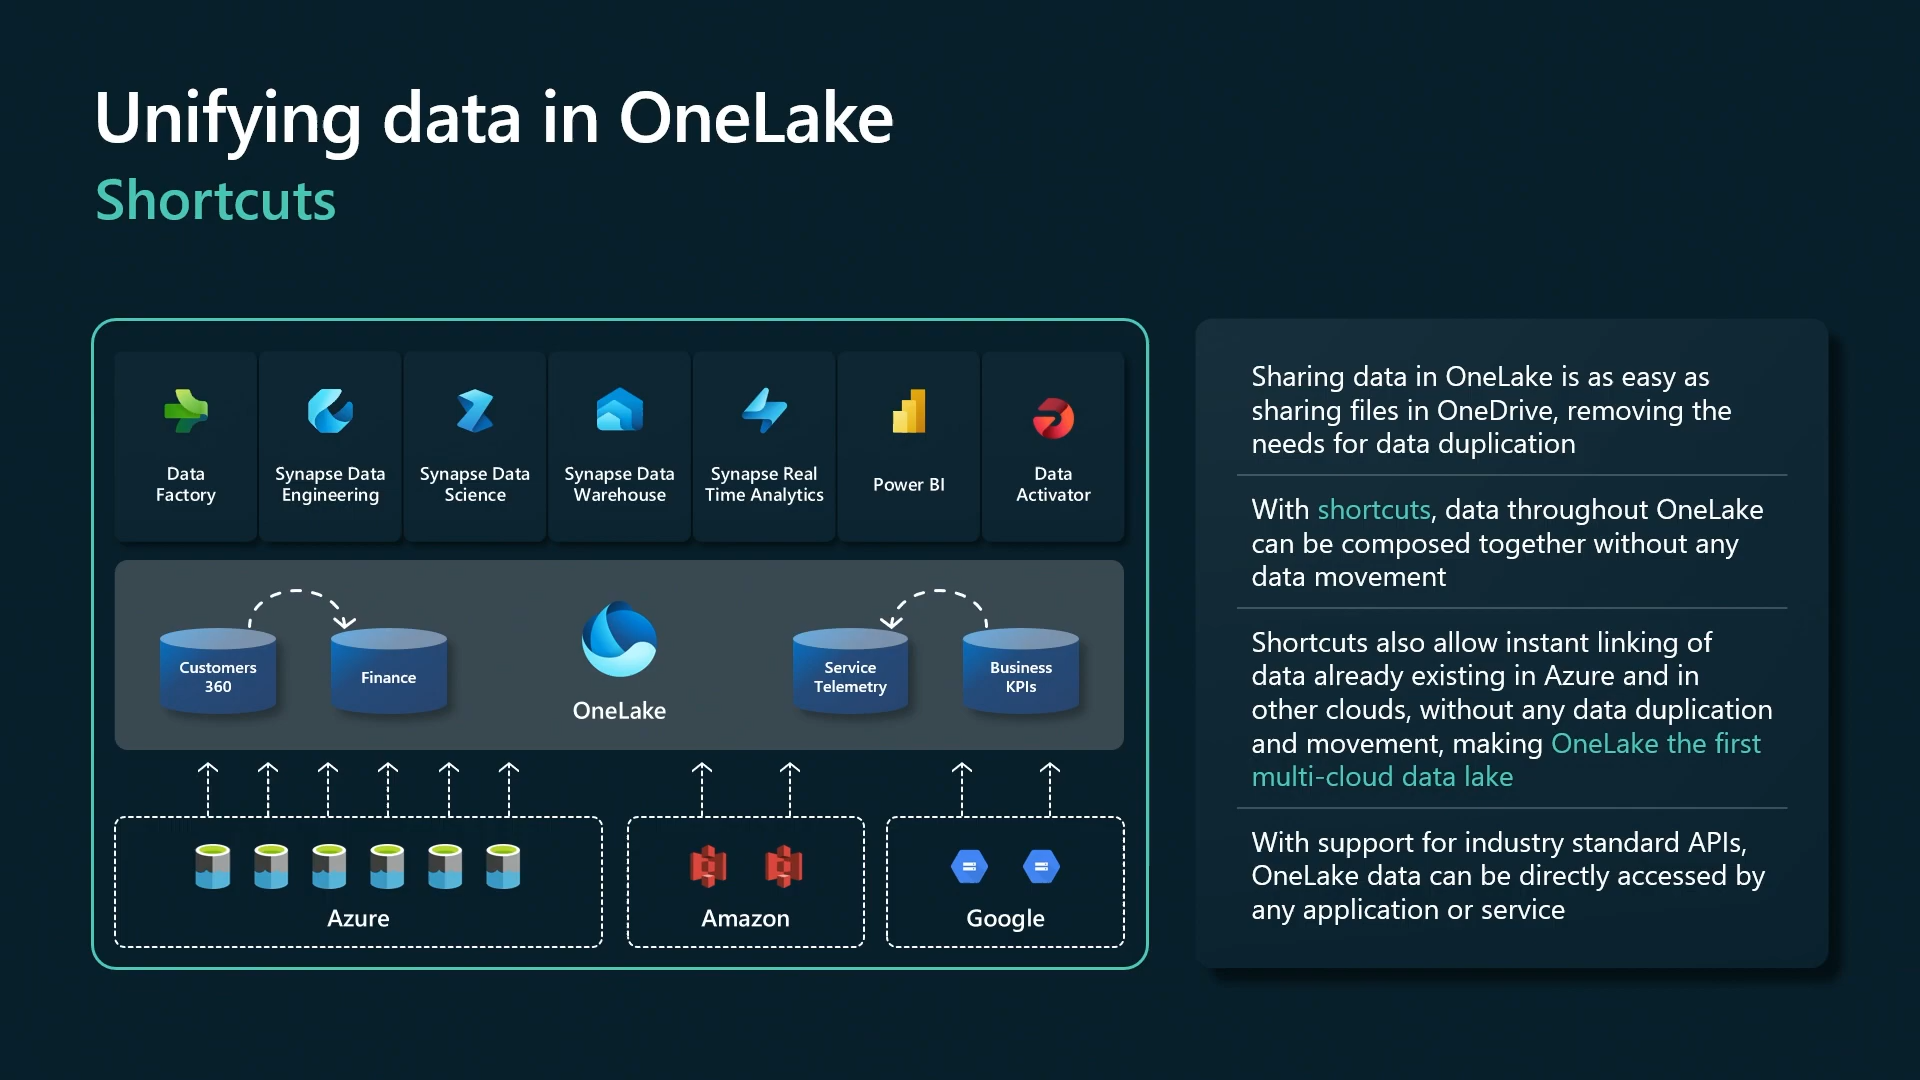 Unifying data in OneLake
Shortcuts
Data
Factory
Synapse Data
Engineering
Synapse Data
Science
Synapse Data
Warehouse
Synapse Real
Time Analytics
Power BI
Data
Activator
Customers
360
Finance
OneLake
Service
Telemetry
Business
KPIs
Azure
Amazon
Google
Sharing data in OneLake is as easy as
sharing files in OneDrive, removing the
needs for data duplication
With shortcuts, data throughout OneLake
can be composed together without any
data movement
Shortcuts also allow instant linking of
data already existing in Azure and in
other clouds, without any data duplication
and movement, making OneLake the first
multi-cloud data lake
With support for industry standard APIs,
OneLake data can be directly accessed by
any application or service